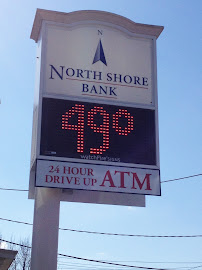 NORTH SHORE
BANK
49°
24 HOUR
DRIVE UP ATM